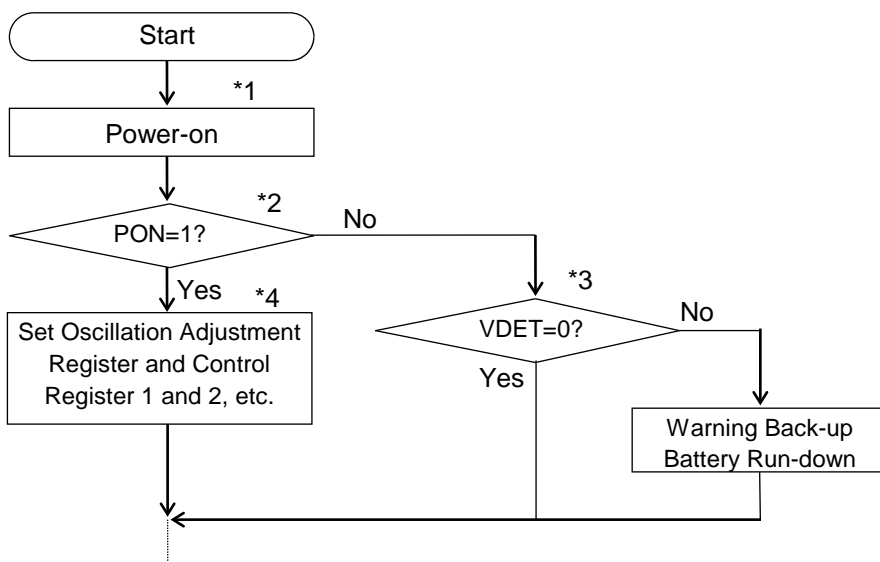 Start
*1
Power-on
*2
No
PON=1?
*3
Yes
*4
No
VDET=0?
Set Oscillation Adjustment
Register and Control
Register 1 and 2, etc.
Yes
Warning Back-up
Battery Run-down